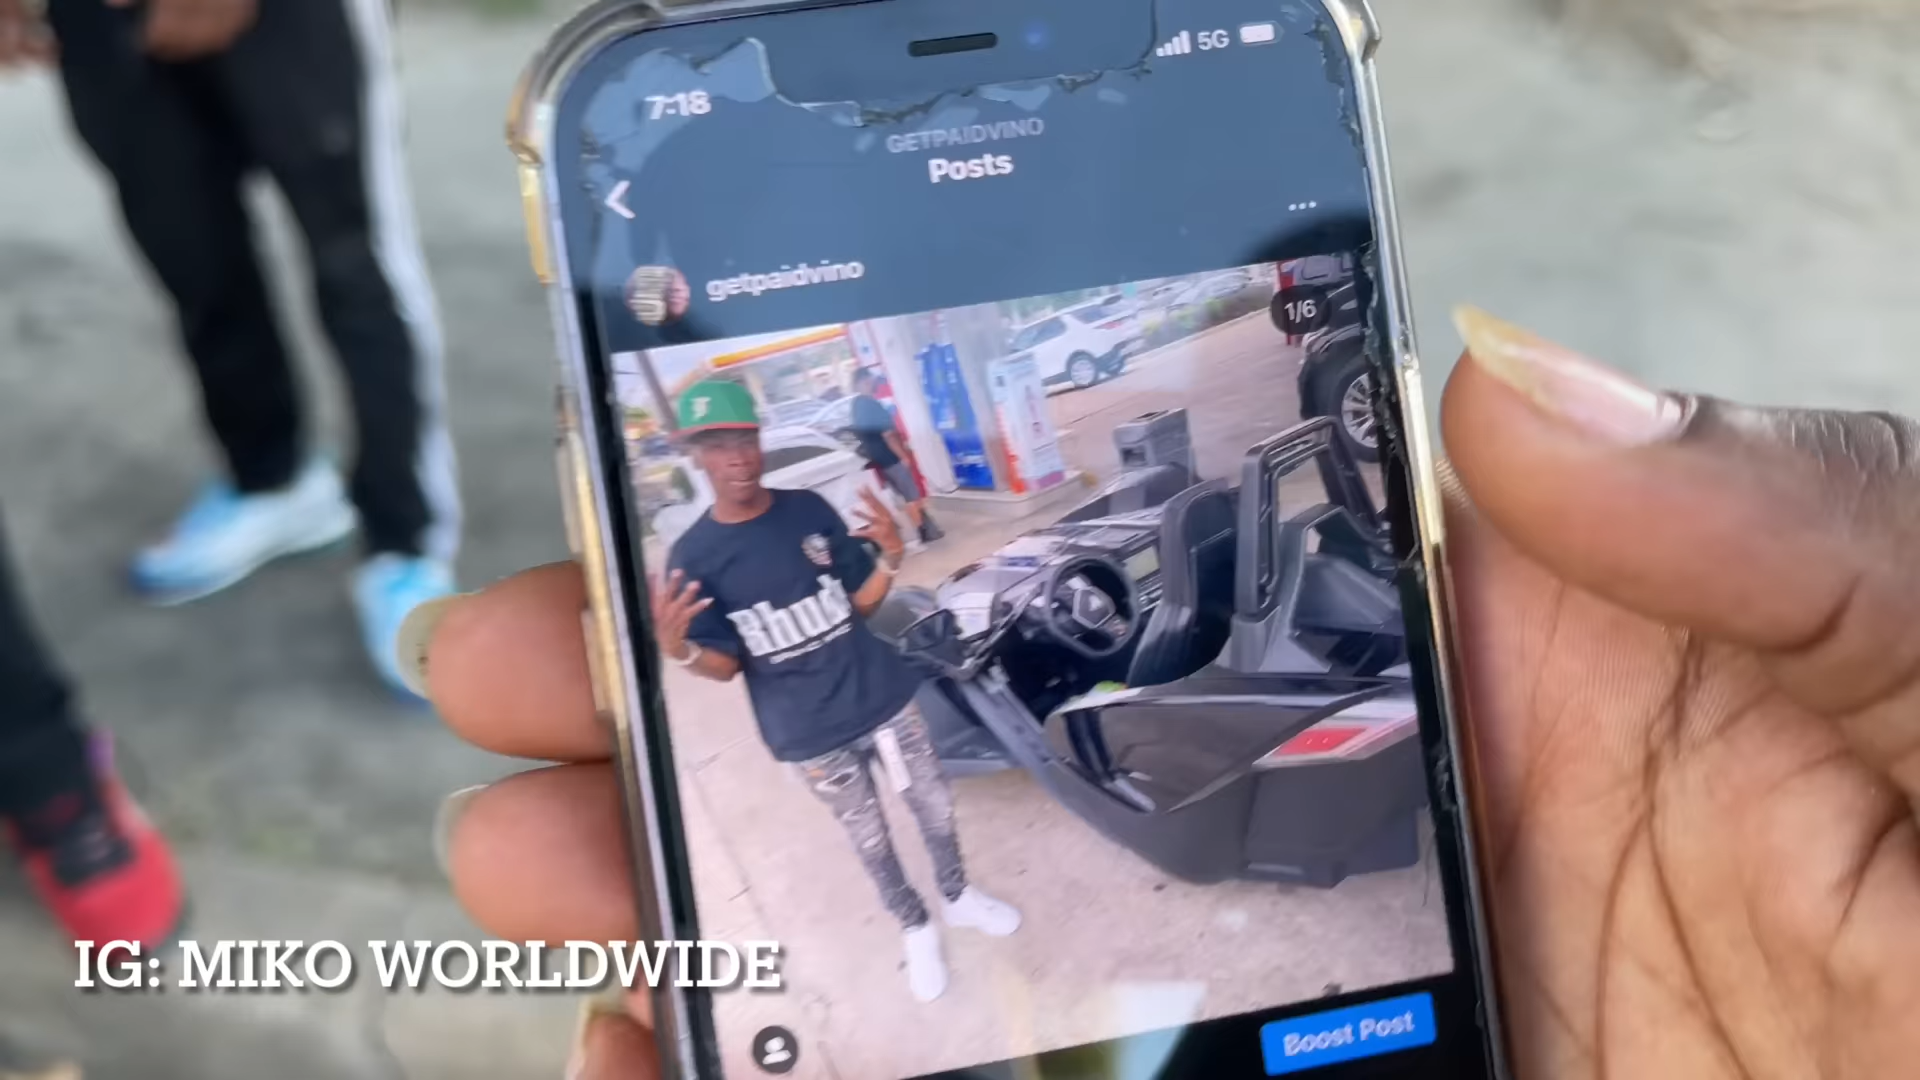 7:18
5G
GETPAIDVINO
Posts
getpaidvino
1/6
Rhude
Boost Post
IG: MIKO WORLDWIDE